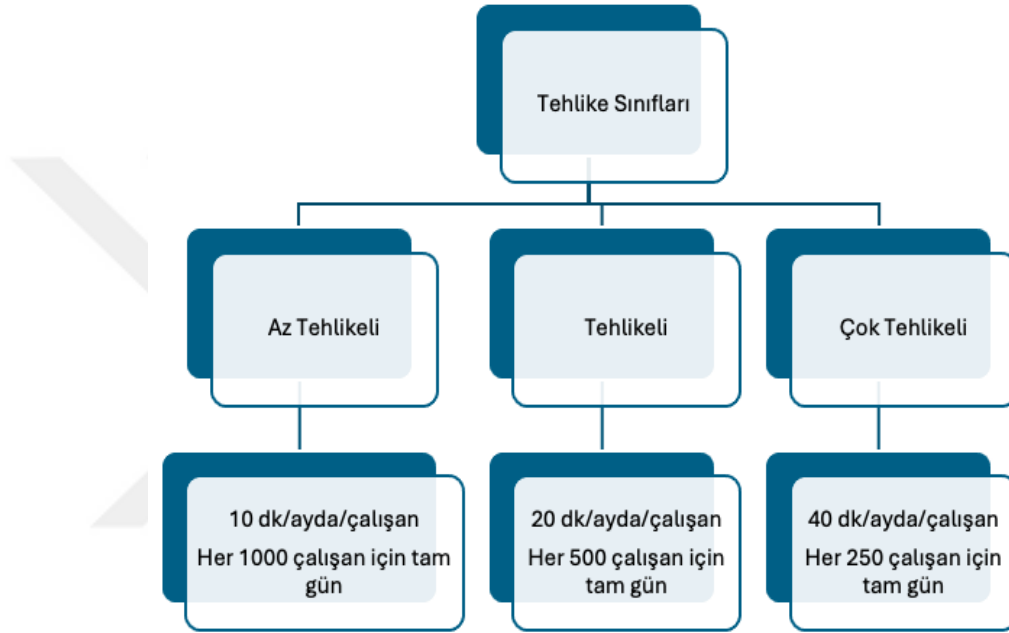 Tehlike Sınıfları
Az Tehlikeli
Tehlikeli
Çok Tehlikeli
10 dk/ayda/çalışan
Her 1000 çalışan için tam
gün
20 dk/ayda/çalışan
Her 500 çalışan için
tam gün
40 dk/ayda/çalışan
Her 250 çalışan için
tam gün